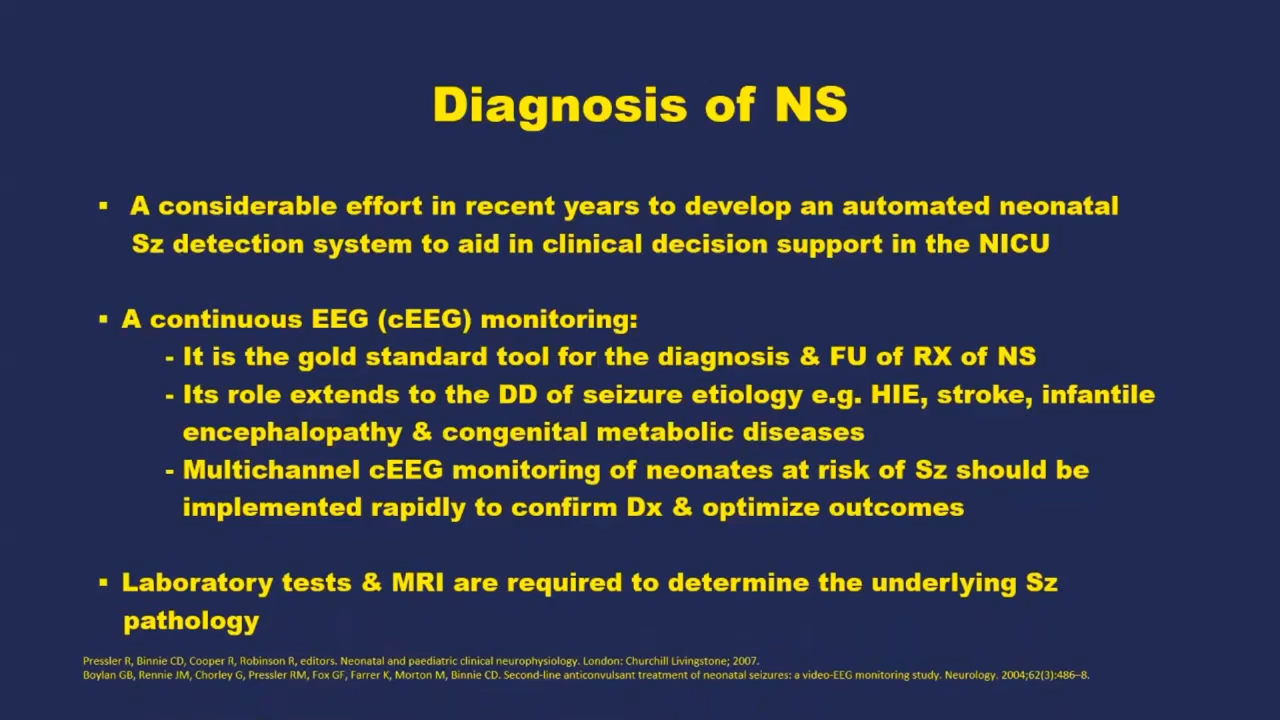 Diagnosis of NS
▪ A considerable effort in recent years to develop an automated neonatal
Sz detection system to aid in clinical decision support in the NICU
▪ A continuous EEG (cEEG) monitoring:
- It is the gold standard tool for the diagnosis & FU of RX of NS
- Its role extends to the DD of seizure etiology e.g. HIE, stroke, infantile
encephalopathy & congenital metabolic diseases
- Multichannel cEEG monitoring of neonates at risk of Sz should be
implemented rapidly to confirm Dx & optimize outcomes
▪ Laboratory tests & MRI are required to determine the underlying Sz
pathology
Pressler R, Binnie CD, Cooper R, Robinson R, editors. Neonatal and paediatric clinical neurophysiology. London: Churchill Livingstone; 2007.
Boylan GB, Rennie JM, Chorley G, Pressler RM, Fox GF, Farrer K, Morton M, Binnie CD. Second-line anticonvulsant treatment of neonatal seizures: a video-EEG monitoring study. Neurology. 2004;62(3):486–8.